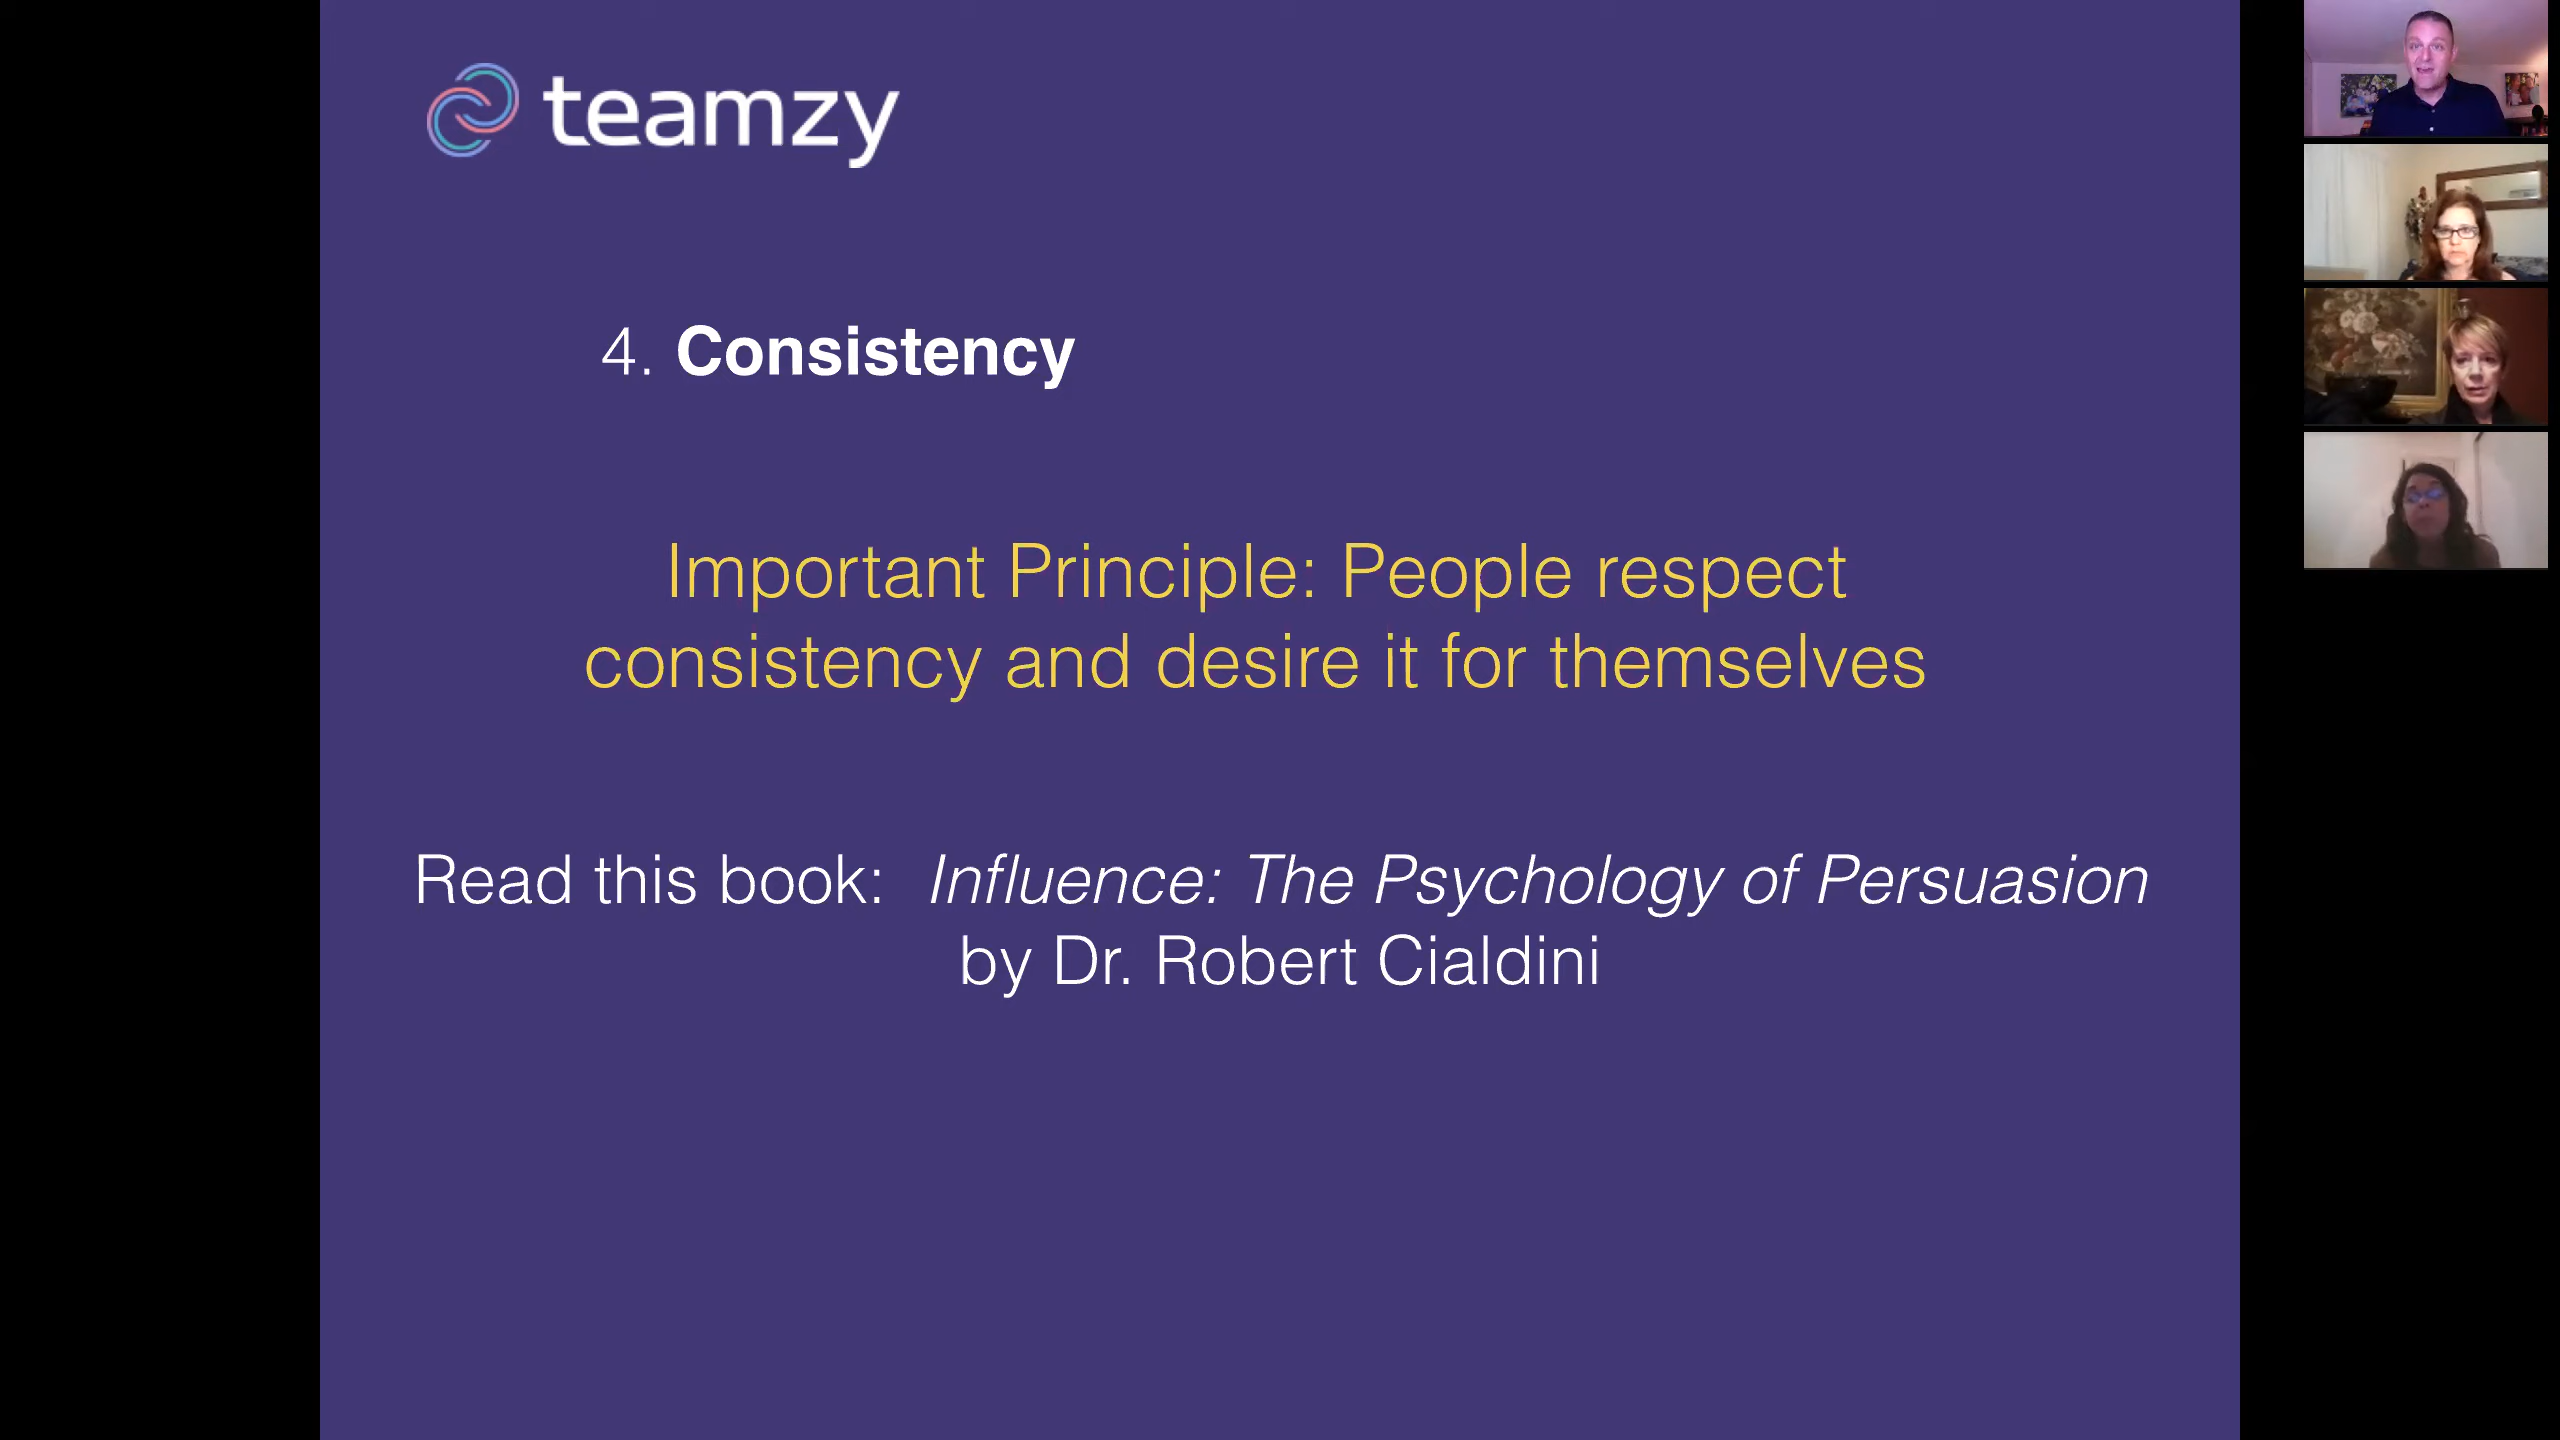 teamzy
4. Consistency
Important Principle: People respect
consistency and desire it for themselves
Read this book: Influence: The Psychology of Persuasion
by Dr. Robert Cialdini